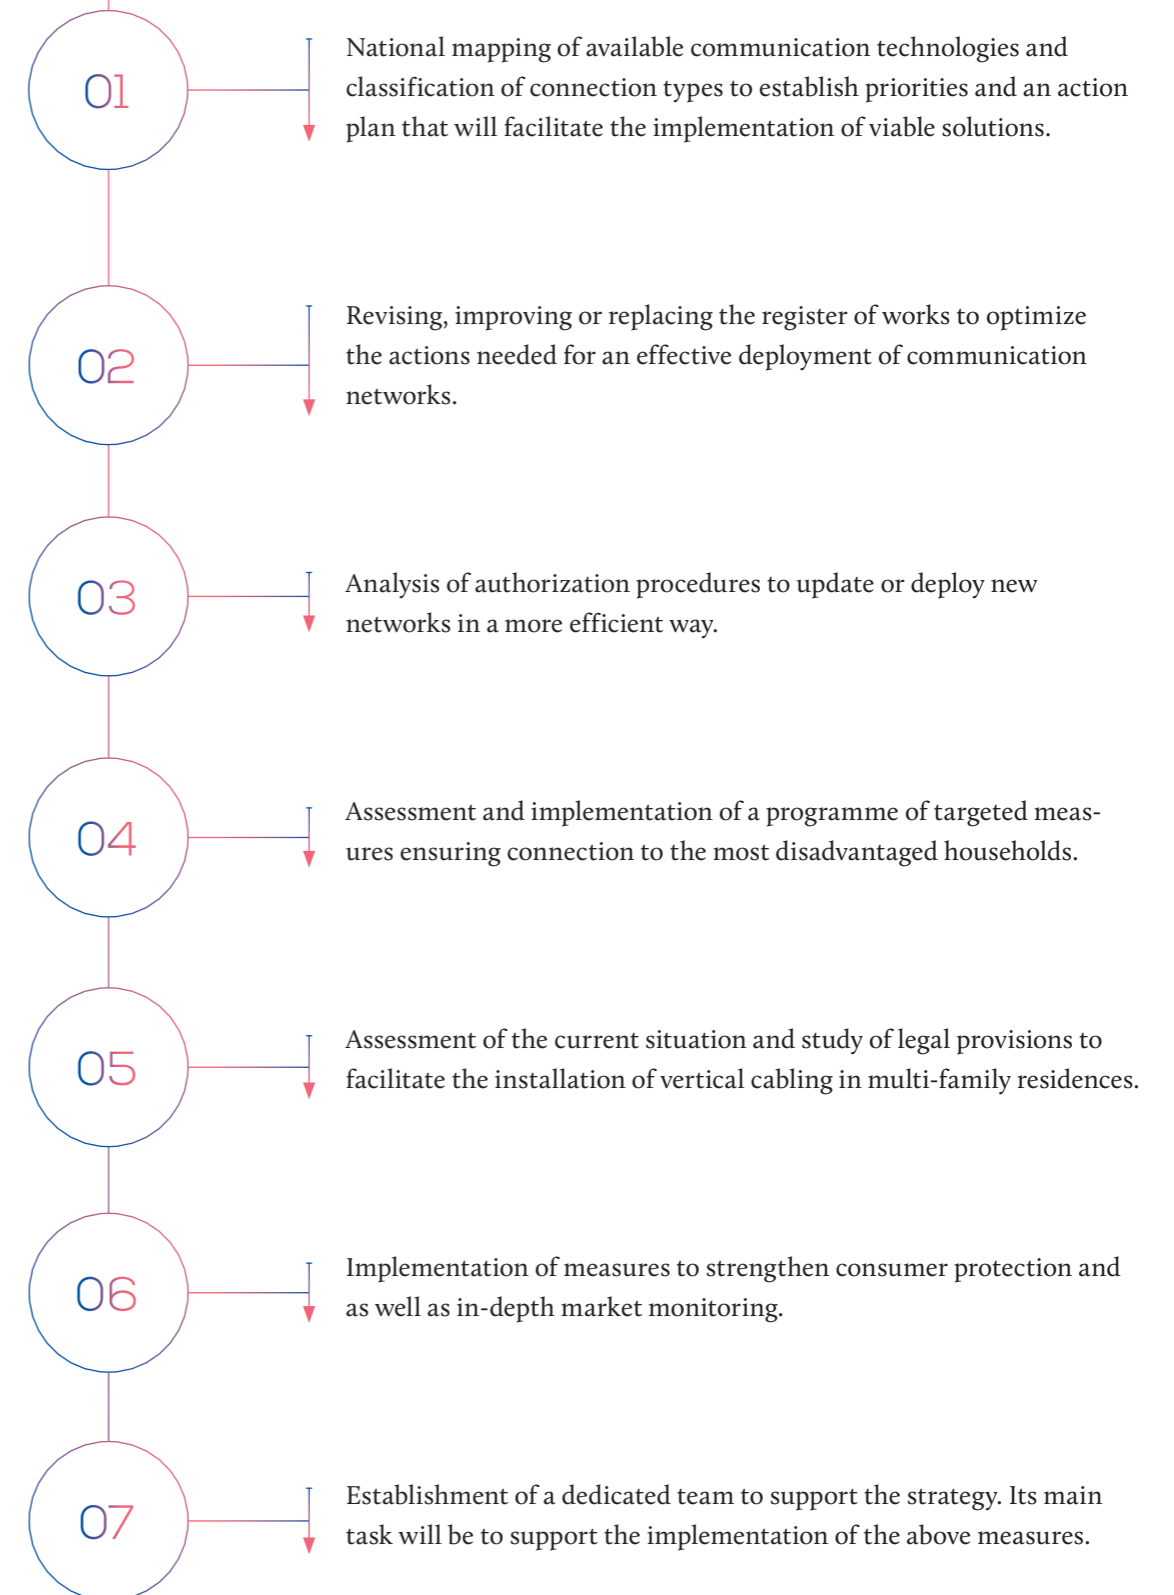 01
National mapping of available communication technologies and
classification of connection types to establish priorities and an action
plan that will facilitate the implementation of viable solutions.
02
Revising, improving or replacing the register of works to optimize
the actions needed for an effective deployment of communication
networks.
03
Analysis of authorization procedures to update or deploy new
networks in a more efficient way.
04
Assessment and implementation of a programme of targeted meas-
ures ensuring connection to the most disadvantaged households.
05
Assessment of the current situation and study of legal provisions to
facilitate the installation of vertical cabling in multi-family residences.
06
Implementation of measures to strengthen consumer protection and
as well as in-depth market monitoring.
07
Establishment of a dedicated team to support the strategy. Its main
task will be to support the implementation of the above measures.